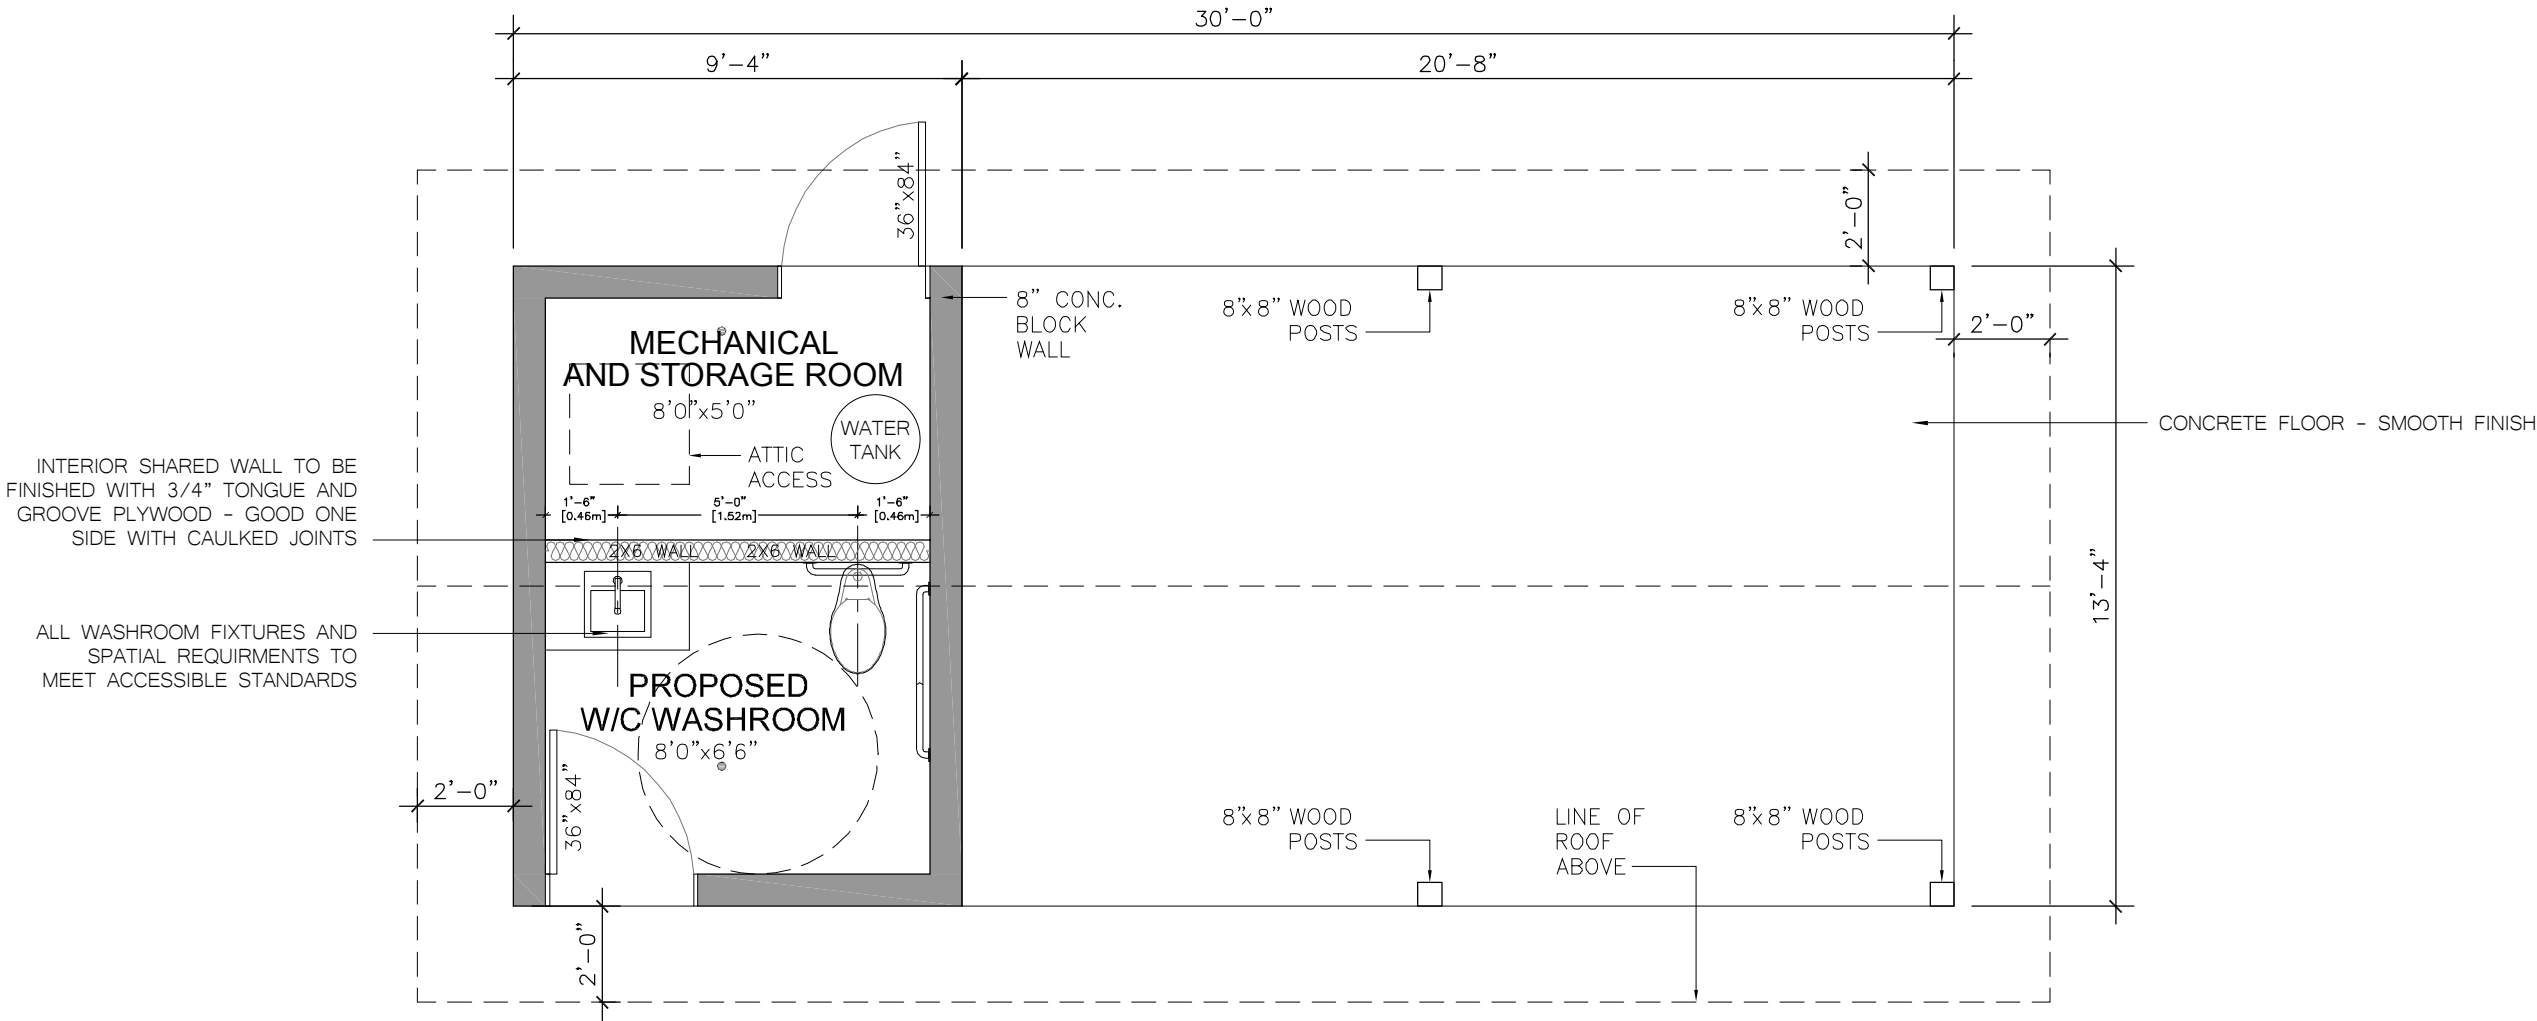 30'-0"
9'-4"
20'-8"
36"x84"
2'-0"
8" CONC.
BLOCK
WALL
8"x8" WOOD
POSTS
8"x8" WOOD
POSTS
2'-0"
MECHANICAL
AND STORAGE ROOM
8'0"x5'0"
WATER
TANK
ATTIC
ACCESS
CONCRETE FLOOR - SMOOTH FINISH
INTERIOR SHARED WALL TO BE
FINISHED WITH 3/4" TONGUE AND
GROOVE PLYWOOD - GOOD ONE
SIDE WITH CAULKED JOINTS
1'-6"
[0.46m]
5'-0"
[1.52m]
1'-6"
[0.46m]
2X6 WALL
2X6 WALL
13'-4"
ALL WASHROOM FIXTURES AND
SPATIAL REQUIRMENTS TO
MEET ACCESSIBLE STANDARDS
PROPOSED
W/C WASHROOM
8'0"x6'6"
36"x84"
2'-0"
8"x8" WOOD
POSTS
LINE OF
ROOF
ABOVE
8"x8" WOOD
POSTS
2'-0"